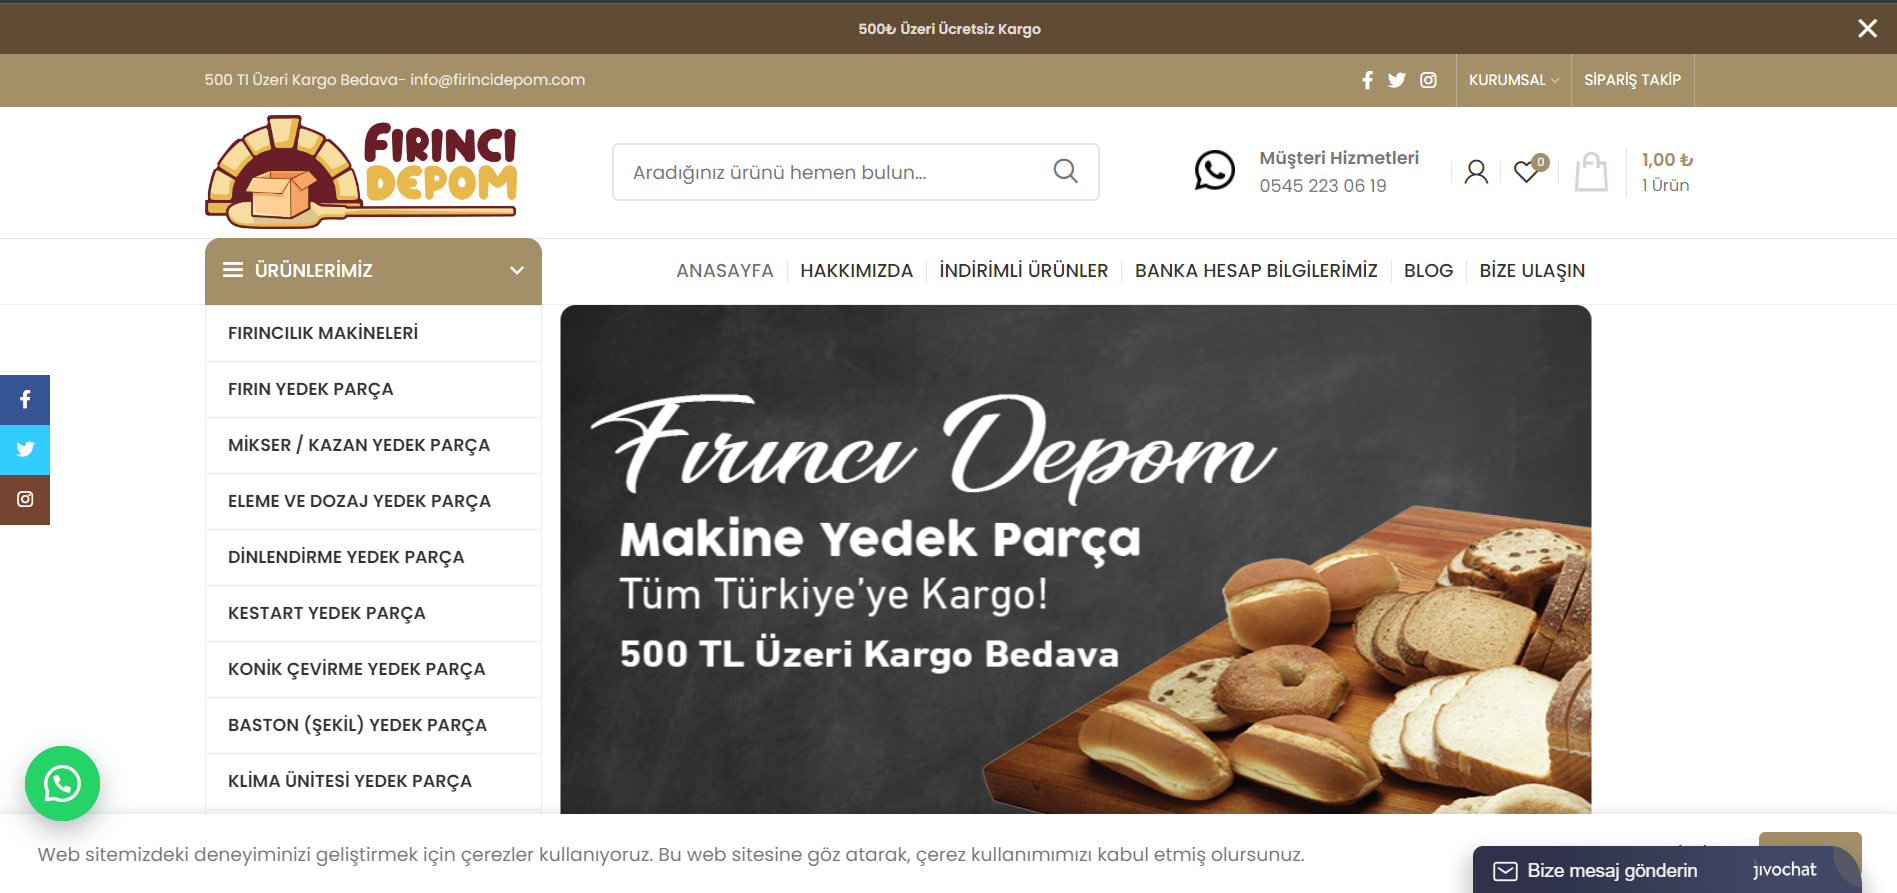 500₺ Üzeri Ücretsiz Kargo
500 Tl Üzeri Kargo Bedava- info@firincidepom.com
KURUMSAL
SİPARİŞ TAKİP
FIRINCI
DEPOM
Aradığınız ürünü hemen bulun...
Müşteri Hizmetleri
0545 223 06 19
0
1,00 ₺
1 Ürün
ÜRÜNLERİMİZ
ANASAYFA
HAKKIMIZDA
İNDİRİMLİ ÜRÜNLER
BANKA HESAP BİLGİLERİMİZ
BLOG
BİZE ULAŞIN
FIRINCILIK MAKİNELERİ
FIRIN YEDEK PARÇA
MİKSER / KAZAN YEDEK PARÇA
ELEME VE DOZAJ YEDEK PARÇA
DİNLENDİRME YEDEK PARÇA
KESTART YEDEK PARÇA
KONİK ÇEVİRME YEDEK PARÇA
BASTON (ŞEKİL) YEDEK PARÇA
KLİMA ÜNİTESİ YEDEK PARÇA
Fırıncı Depom
Makine Yedek Parça
Tüm Türkiye'ye Kargo!
500 TL Üzeri Kargo Bedava
Web sitemizdeki deneyiminizi geliştirmek için çerezler kullanıyoruz. Bu web sitesine göz atarak, çerez kullanımımızı kabul etmiş olursunuz.
Bize mesaj gönderin
jivochat